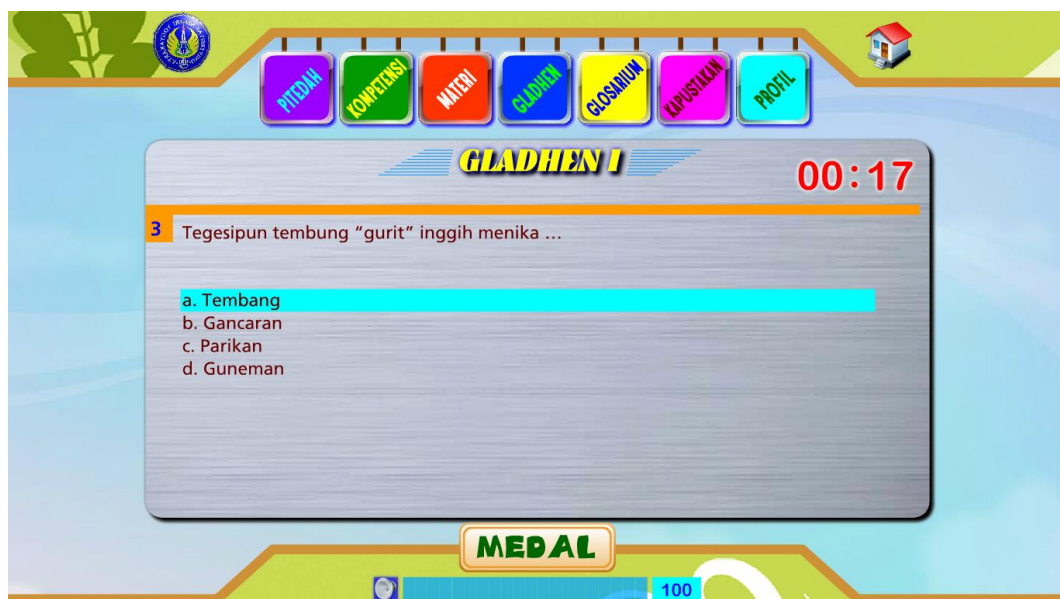 PITEDAH
KOMPETENSI
MATERI
GLADHEN
GLOSARIUM
KAPUSTAKAN
PROFIL
GLADHEN I
00:17
3 Tegesipun tembung “gurit” inggih menika ...
a. Tembang
b. Gancaran
c. Parikan
d. Guneman
MEDAL
100